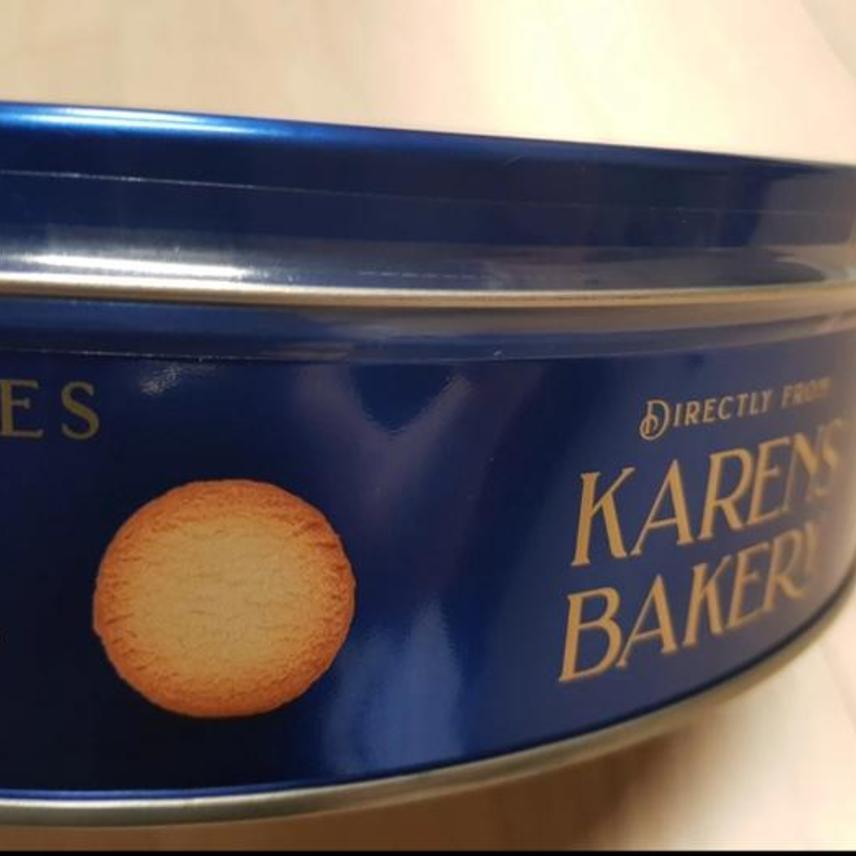 ES
DIRECTLY FROM
KARENS
BAKERY